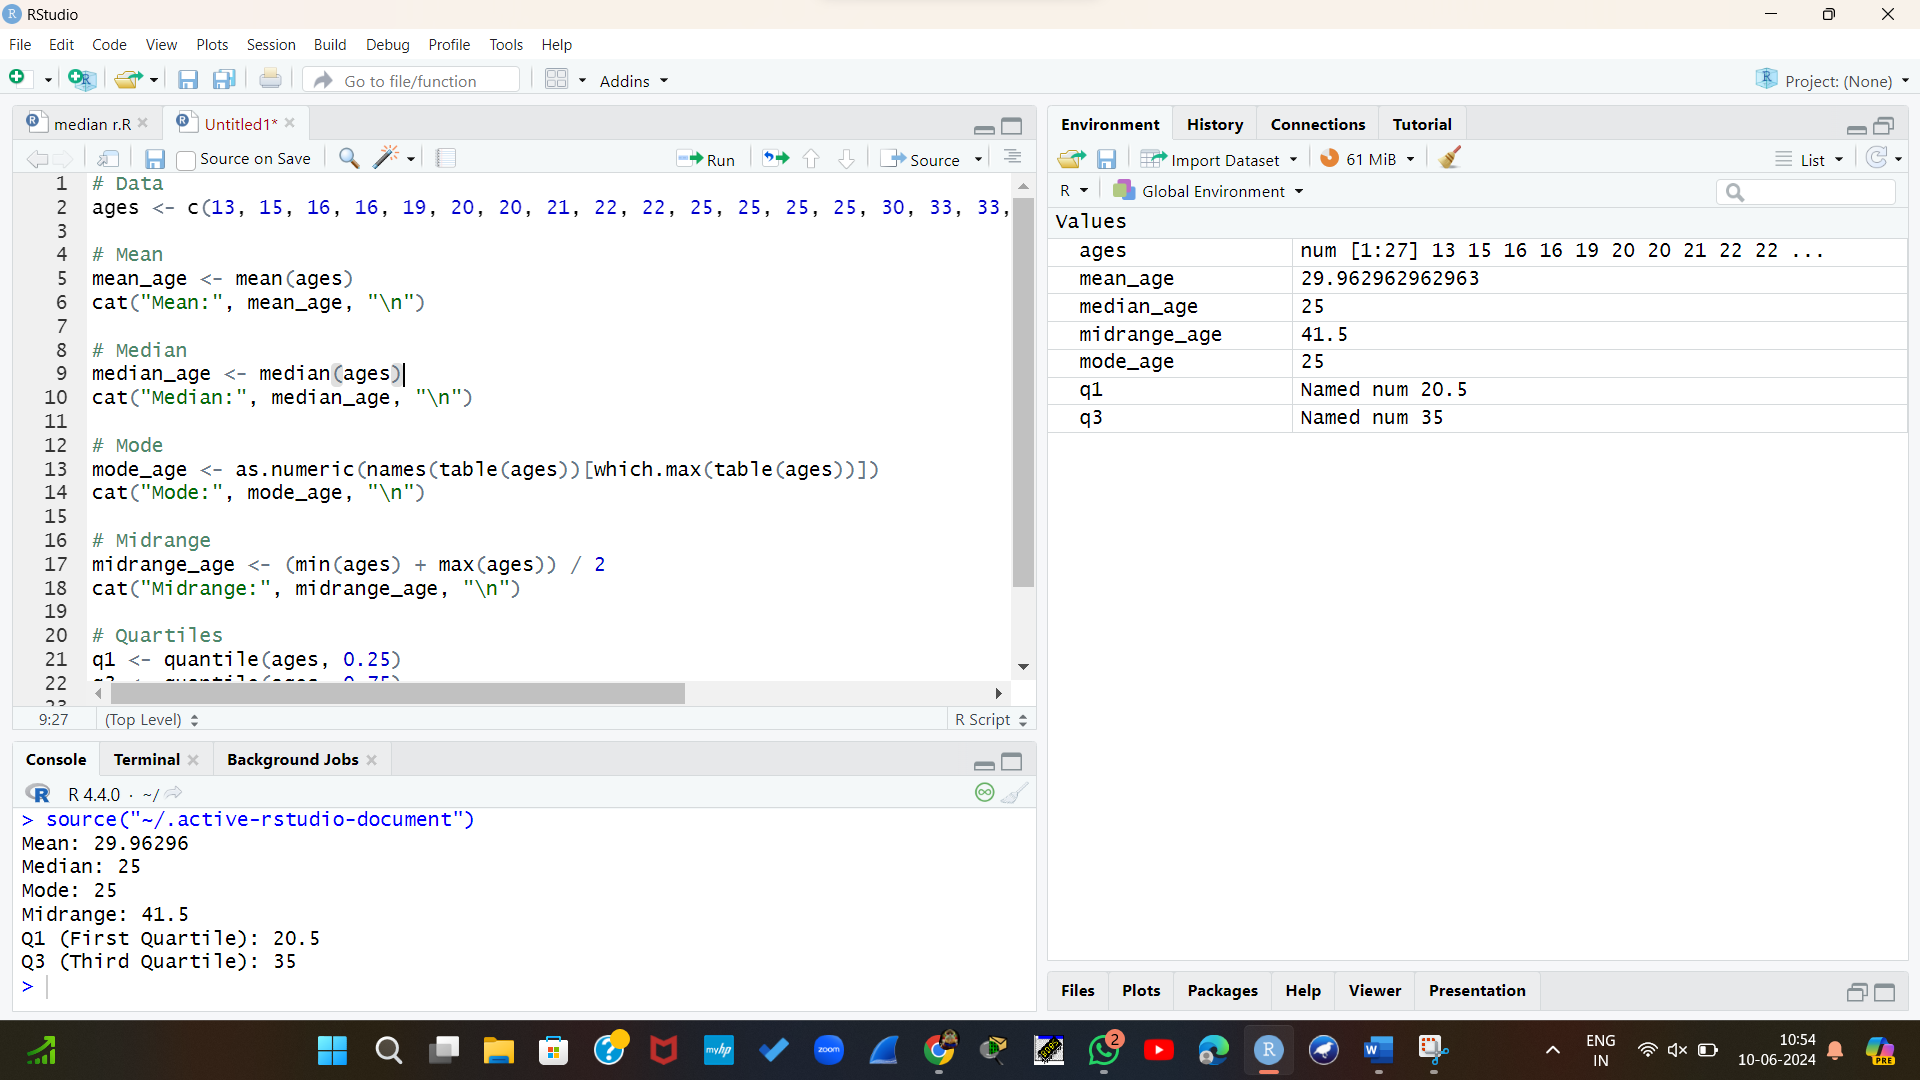 RStudio
File Edit Code View Plots Session Build Debug Profile Tools Help
Go to file/function Addins Project: (None)
median r.R Untitled1*
Source on Save Run Source
1 # Data
2 ages <- c(13, 15, 16, 16, 19, 20, 20, 21, 22, 22, 25, 25, 25, 25, 30, 33, 33,
3
4 # Mean
5 mean_age <- mean(ages)
6 cat("Mean:", mean_age, "\n")
7
8 # Median
9 median_age <- median(ages)
10 cat("Median:", median_age, "\n")
11
12 # Mode
13 mode_age <- as.numeric(names(table(ages))[which.max(table(ages))])
14 cat("Mode:", mode_age, "\n")
15
16 # Midrange
17 midrange_age <- (min(ages) + max(ages)) / 2
18 cat("Midrange:", midrange_age, "\n")
19
20 # Quartiles
21 q1 <- quantile(ages, 0.25)
22
9:27 (Top Level) R Script
Console Terminal Background Jobs
R 4.4.0 · ~/
> source("~/.active-rstudio-document")
Mean: 29.96296
Median: 25
Mode: 25
Midrange: 41.5
Q1 (First Quartile): 20.5
Q3 (Third Quartile): 35
>
Environment History Connections Tutorial
Import Dataset 61 MiB List
R Global Environment
Values
ages num [1:27] 13 15 16 16 19 20 20 21 22 22 ...
mean_age 29.962962962963
median_age 25
midrange_age 41.5
mode_age 25
q1 Named num 20.5
q3 Named num 35
Files Plots Packages Help Viewer Presentation
myhp zoom 2 R W
ENG
IN
10:54
10-06-2024
PRE